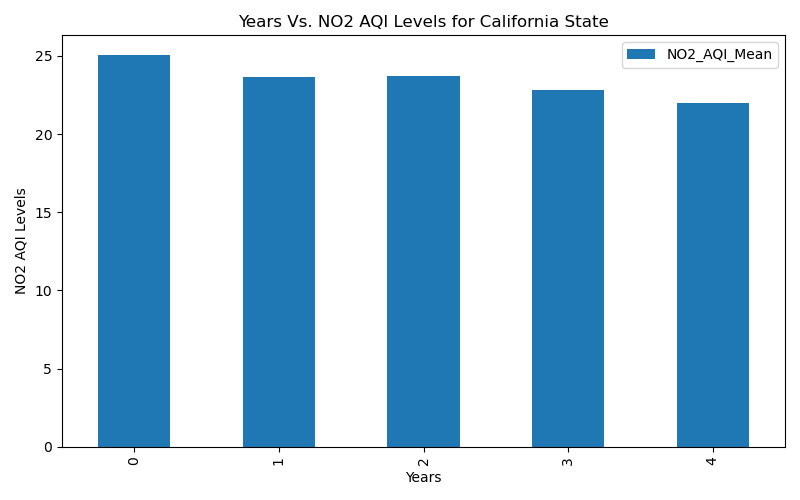 Years Vs. NO2 AQI Levels for California State
NO2_AQI_Mean
NO2 AQI Levels
25
20
15
10
5
0
0 1 2 3 4
Years